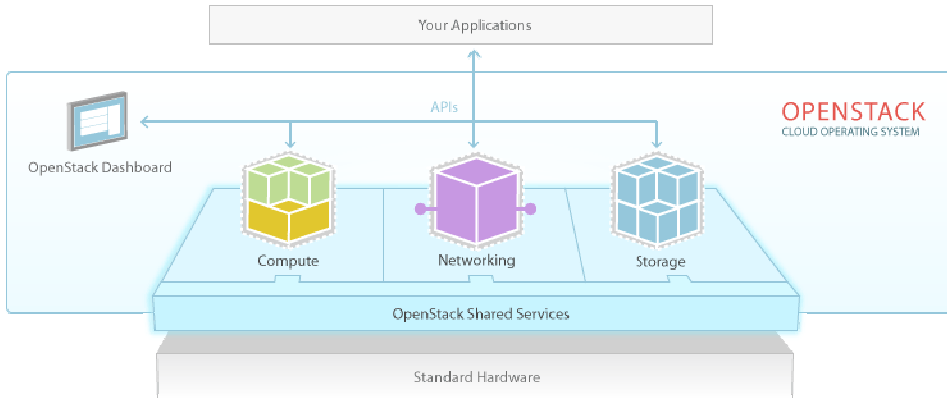 Your Applications
APIs
OPENSTACK
CLOUD OPERATING SYSTEM
OpenStack Dashboard
Compute
Networking
Storage
OpenStack Shared Services
Standard Hardware